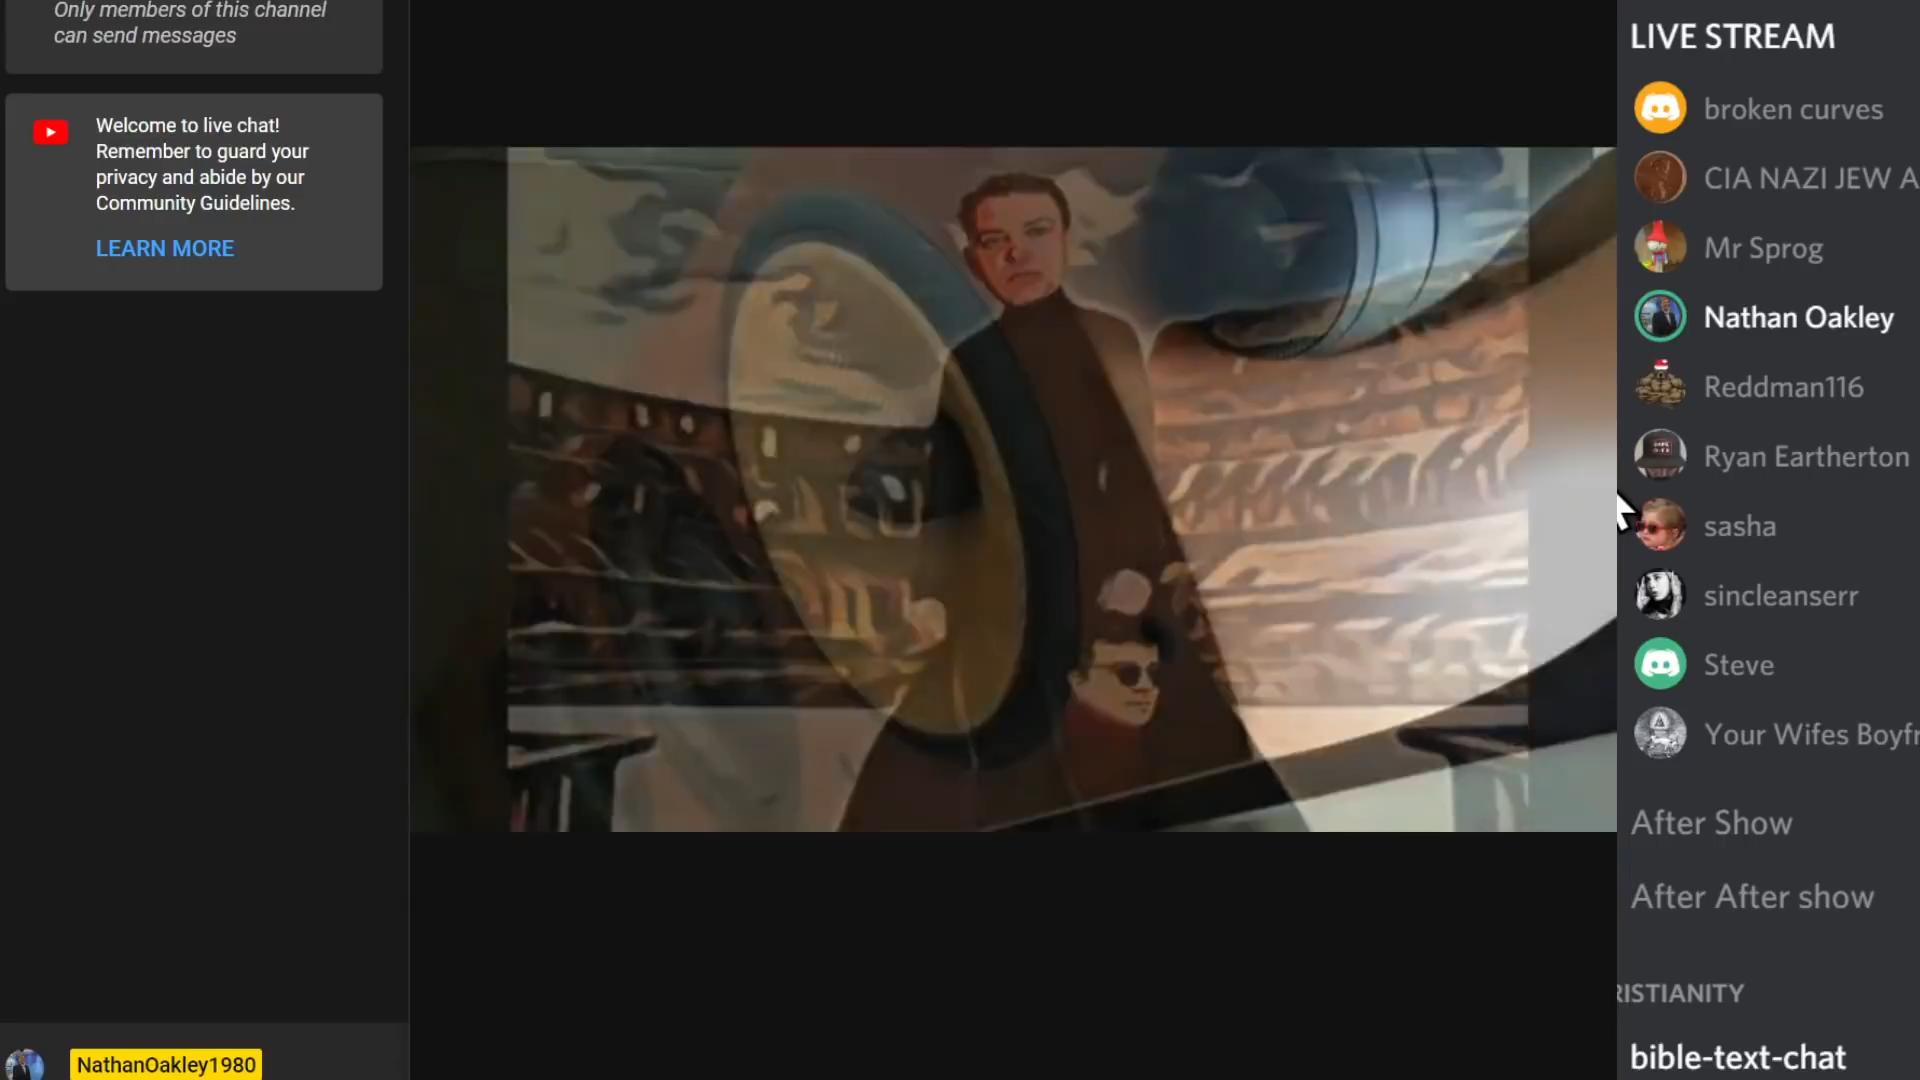 Only members of this channel
can send messages
Welcome to live chat!
Remember to guard your
privacy and abide by our
Community Guidelines.
LEARN MORE
NathanOakley1980
LIVE STREAM
broken curves
CIA NAZI JEW A
Mr Sprog
Nathan Oakley
Reddman116
Ryan Eartherton
sasha
sincleanserr
Steve
Your Wifes Boyfr
After Show
After After show
RISTIANITY
bible-text-chat